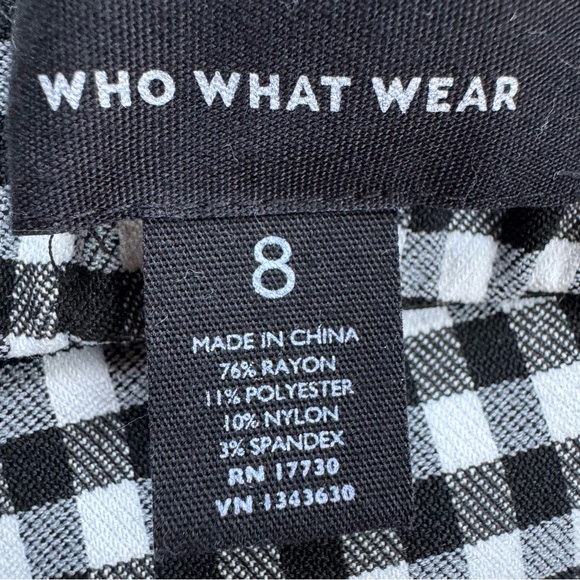 WHO WHAT WEAR
8
MADE IN CHINA
76% RAYON
11% POLYESTER
10% NYLON
3% SPANDEX
RN 17730
VN 1343630